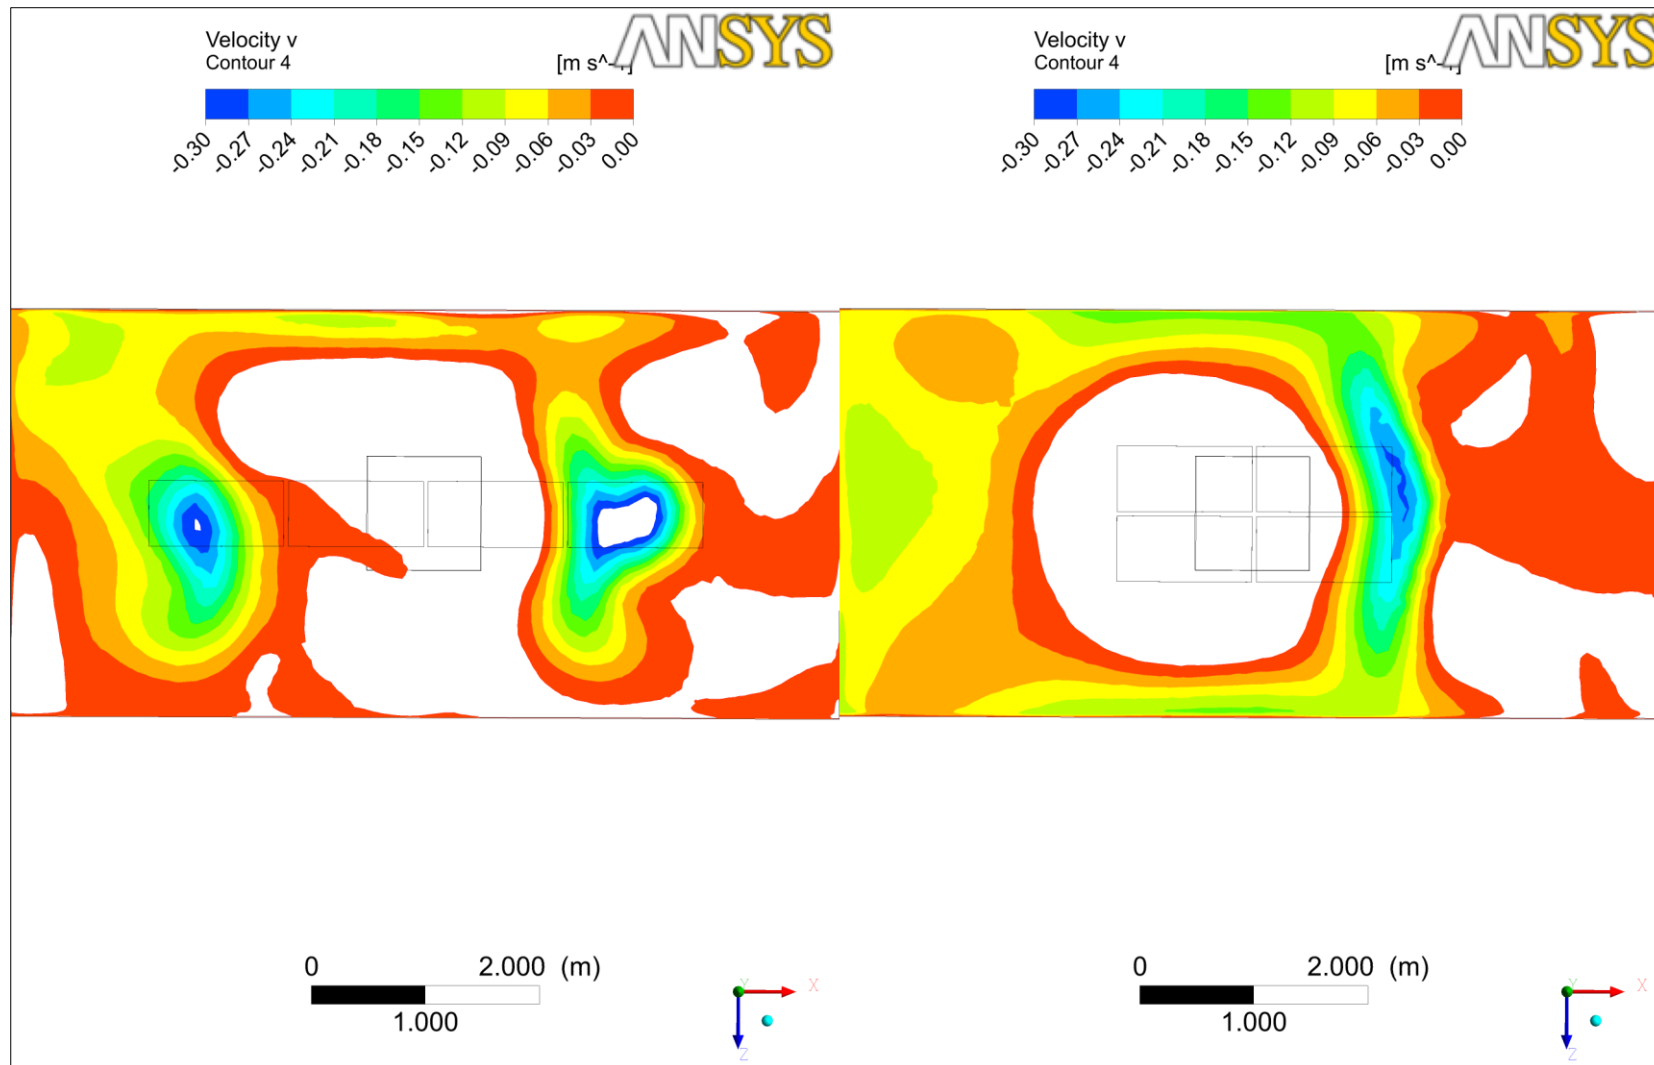 ANSYS
Velocity v
Contour 4
[m s^-1]
-0.30 -0.27 -0.24 -0.21 -0.18 -0.15 -0.12 -0.09 -0.06 -0.03 0.00
0 2.000 (m)
1.000
Y X
Z
ANSYS
Velocity v
Contour 4
[m s^-1]
-0.30 -0.27 -0.24 -0.21 -0.18 -0.15 -0.12 -0.09 -0.06 -0.03 0.00
0 2.000 (m)
1.000
Y X
Z